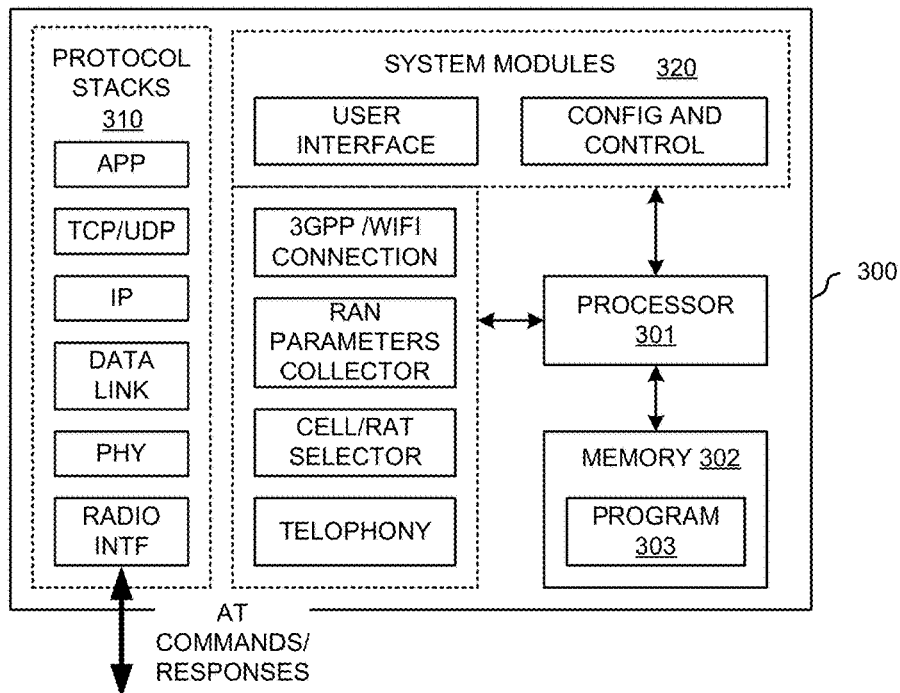 PROTOCOL
STACKS
310
APP
TCP/UDP
IP
DATA
LINK
PHY
RADIO
INTF
SYSTEM MODULES 320
USER
INTERFACE
CONFIG AND
CONTROL
3GPP /WIFI
CONNECTION
RAN
PARAMETERS
COLLECTOR
CELL/RAT
SELECTOR
TELOPHONY
PROCESSOR
301
MEMORY 302
PROGRAM
303
300
AT
COMMANDS/
RESPONSES